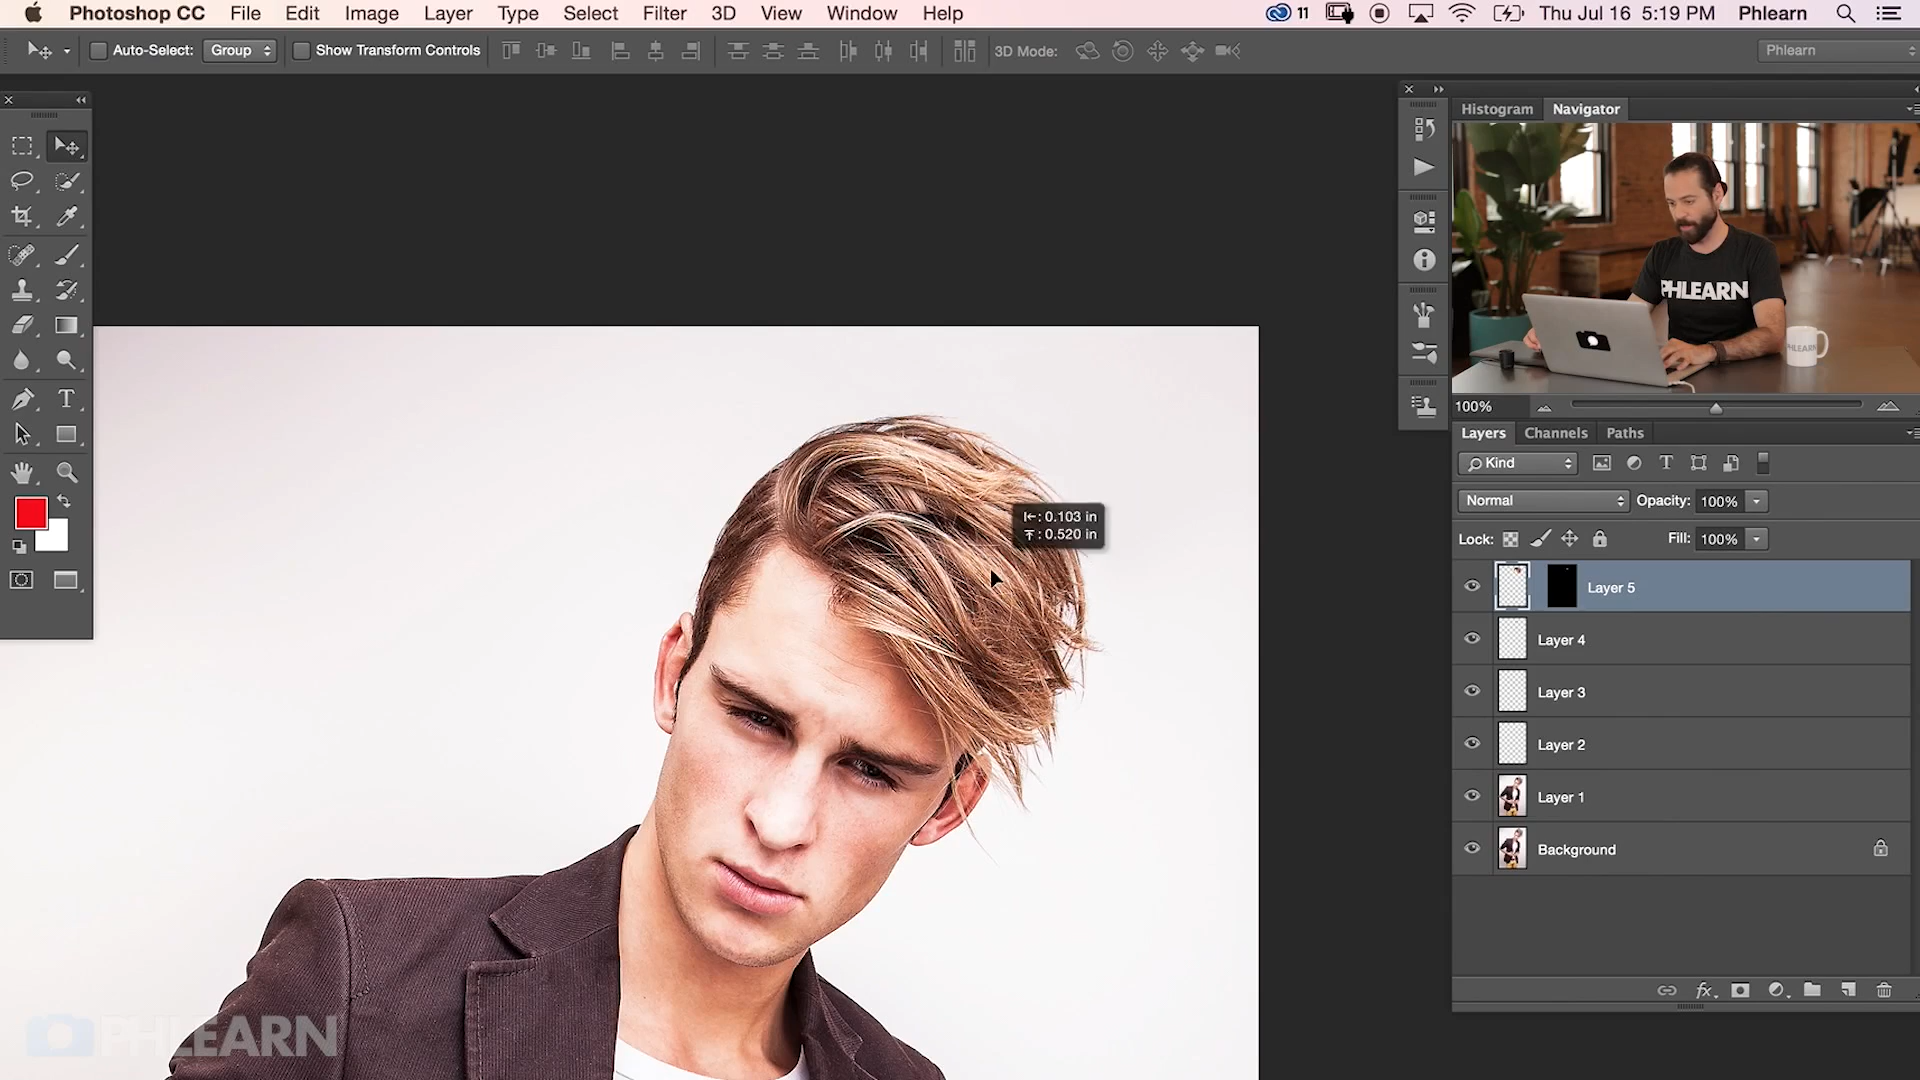 Photoshop CC File Edit Image Layer Type Select Filter 3D View Window Help 11 Thu Jul 16 5:19 PM Phlearn
Auto-Select: Group Show Transform Controls 3D Mode: Phlearn
Histogram Navigator
PHLEARN
PHLEARN
100%
Layers Channels Paths
Kind
Normal Opacity: 100%
Lock: Fill: 100%
: 0.103 in
: 0.520 in
Layer 5
Layer 4
Layer 3
Layer 2
Layer 1
Background
PHLEARN